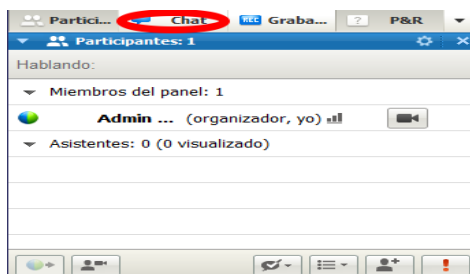 Partici... Chat REC Graba... ? P&R
Participantes: 1
Hablando:
Miembros del panel: 1
Admin ... (organizador, yo)
Asistentes: 0 (0 visualizado)